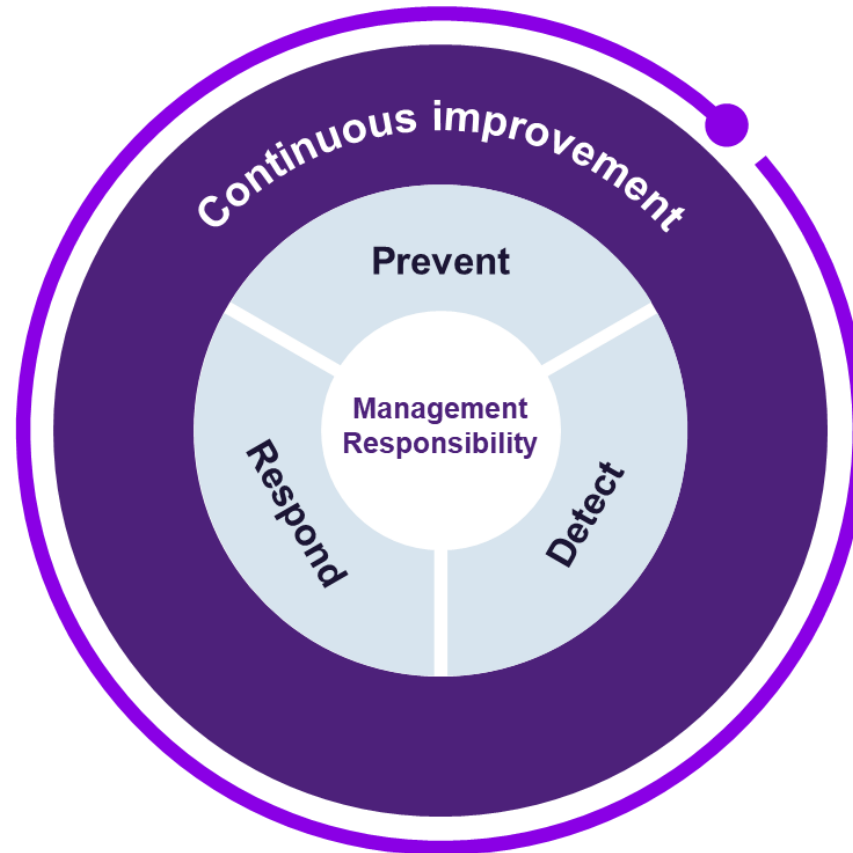 Continuous improvement
Prevent
Management
Responsibility
Respond
Detect